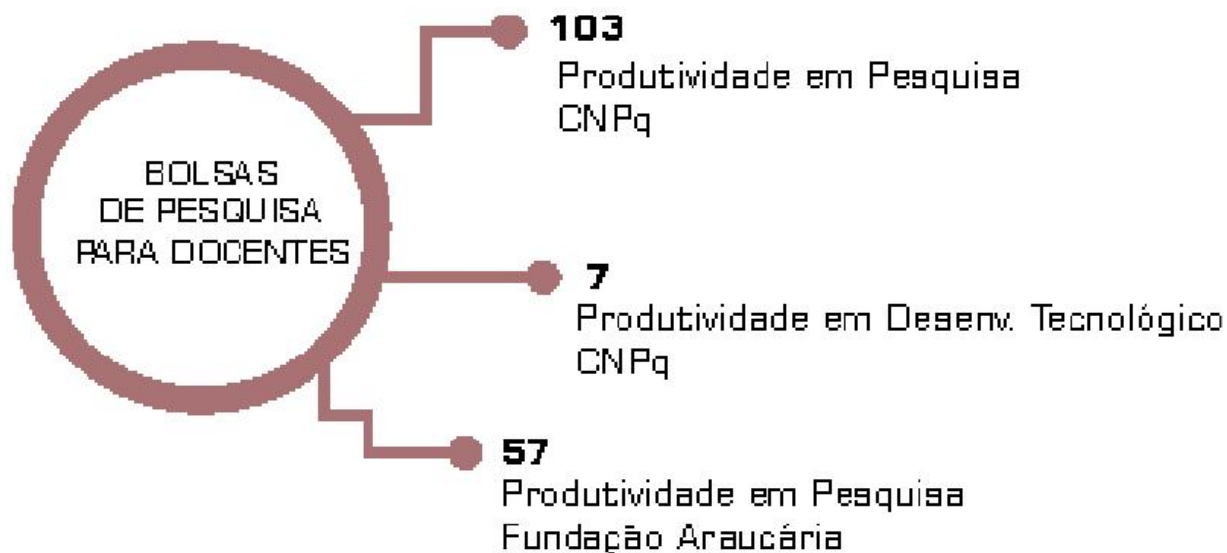 BOLSAS
DE PESQUISA
PARA DOCENTES
103
Produtividade em Pesquisa
CNPq
7
Produtividade em Desenv. Tecnológico
CNPq
57
Produtividade em Pesquisa
Fundação Araucária